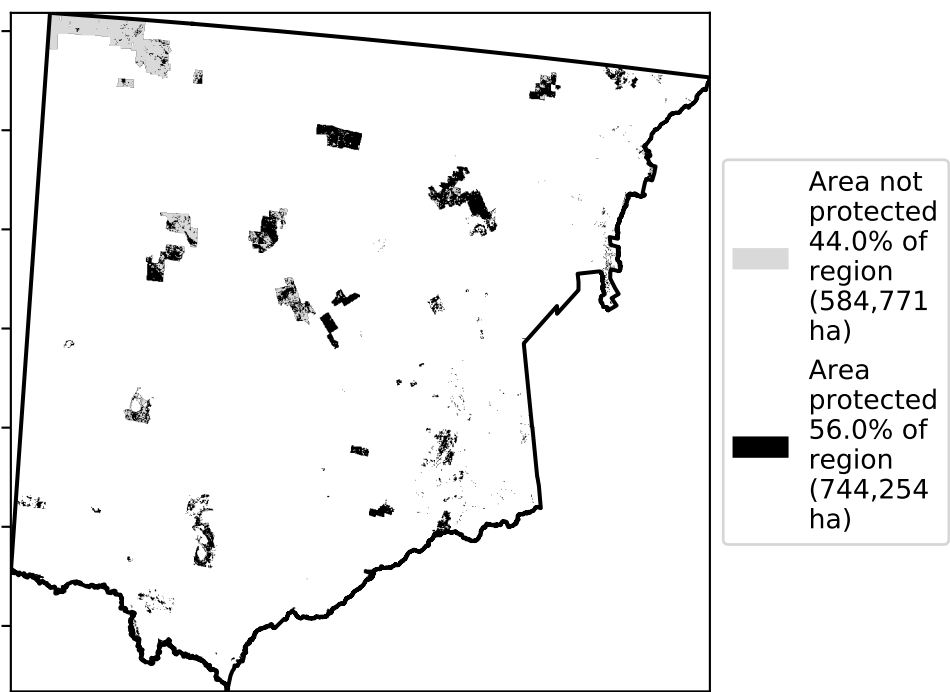 Area not
protected
44.0% of
region
(584,771
ha)
Area
protected
56.0% of
region
(744,254
ha)